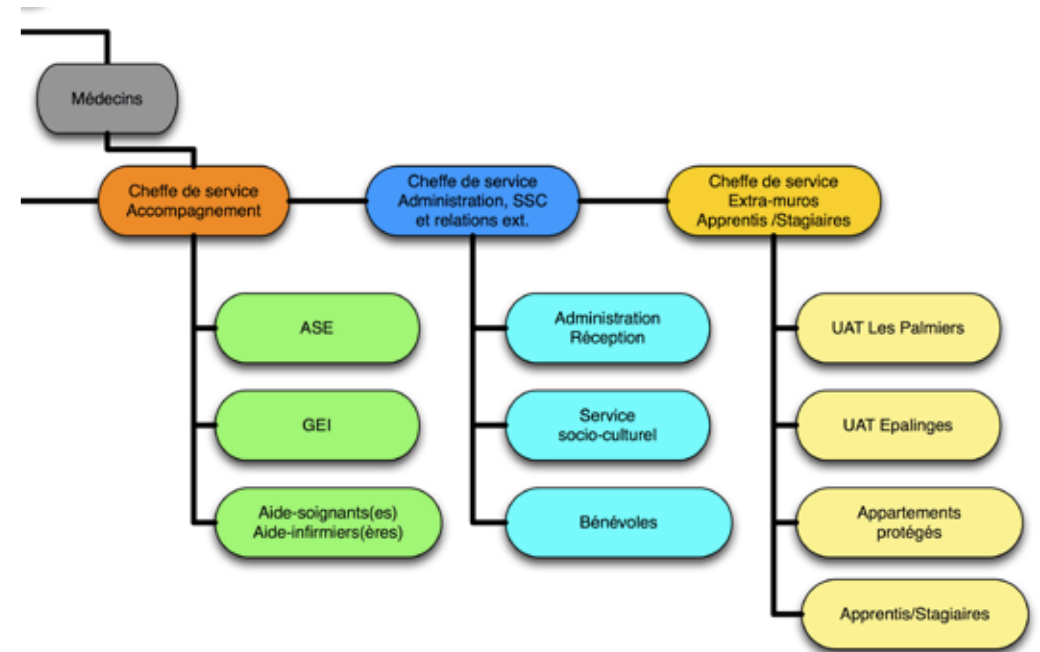 Médecins
Cheffe de service
Accompagnement
Cheffe de service
Administration, SSC
et relations ext.
Cheffe de service
Extra-muros
Apprentis /Stagiaires
ASE
GEI
Aide-soignants(es)
Aide-infirmiers(ères)
Administration
Réception
Service
socio-culturel
Bénévoles
UAT Les Palmiers
UAT Epalinges
Appartements
protégés
Apprentis/Stagiaires